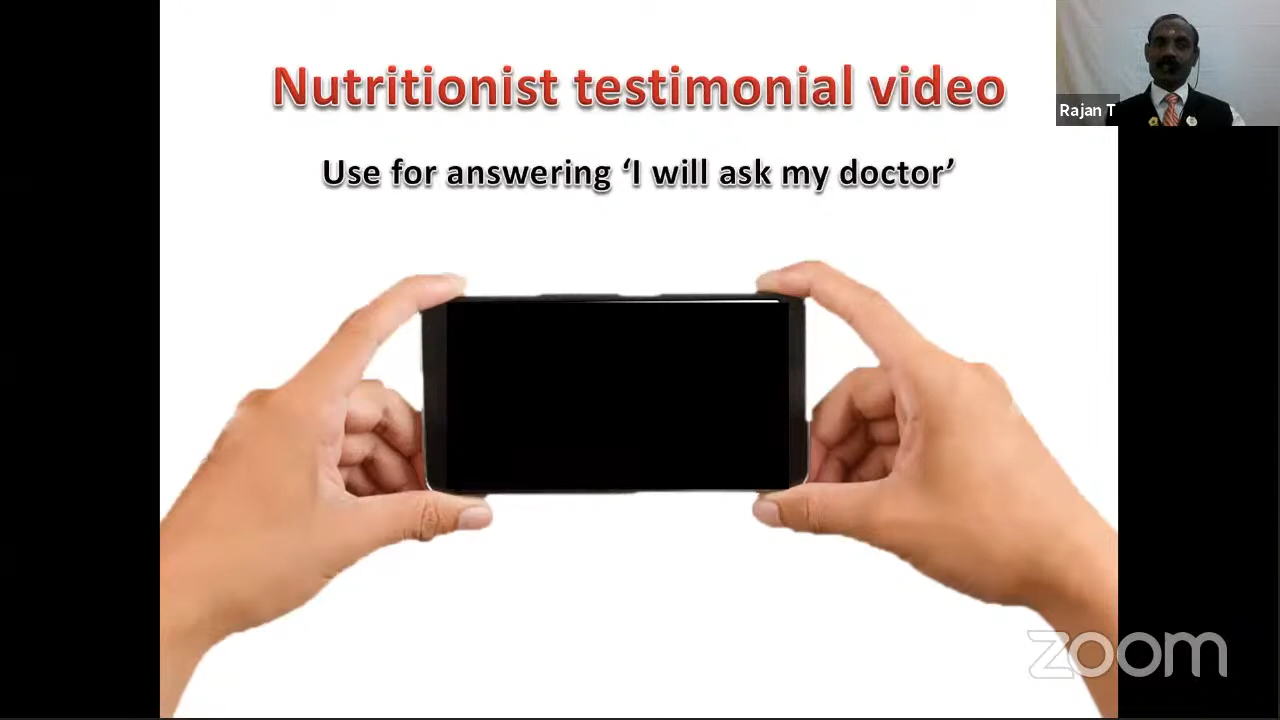 Nutritionist testimonial video
Rajan T
Use for answering ‘I will ask my doctor’
zoom